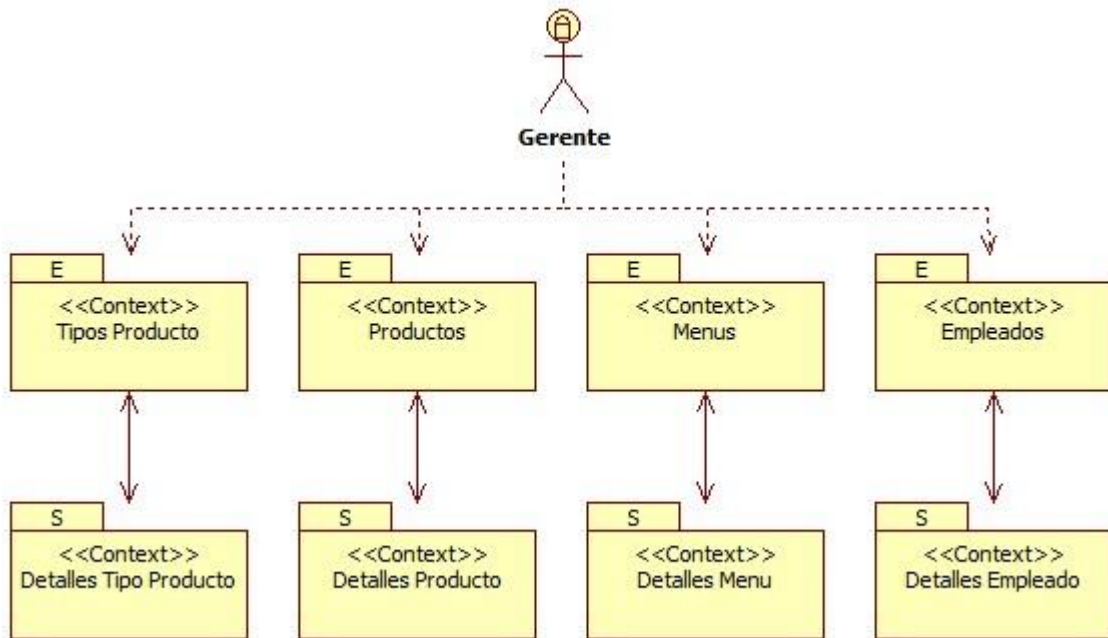 Gerente
E
<<Context>>
Tipos Producto
E
<<Context>>
Productos
E
<<Context>>
Menus
E
<<Context>>
Empleados
S
<<Context>>
Detalles Tipo Producto
S
<<Context>>
Detalles Producto
S
<<Context>>
Detalles Menu
S
<<Context>>
Detalles Empleado